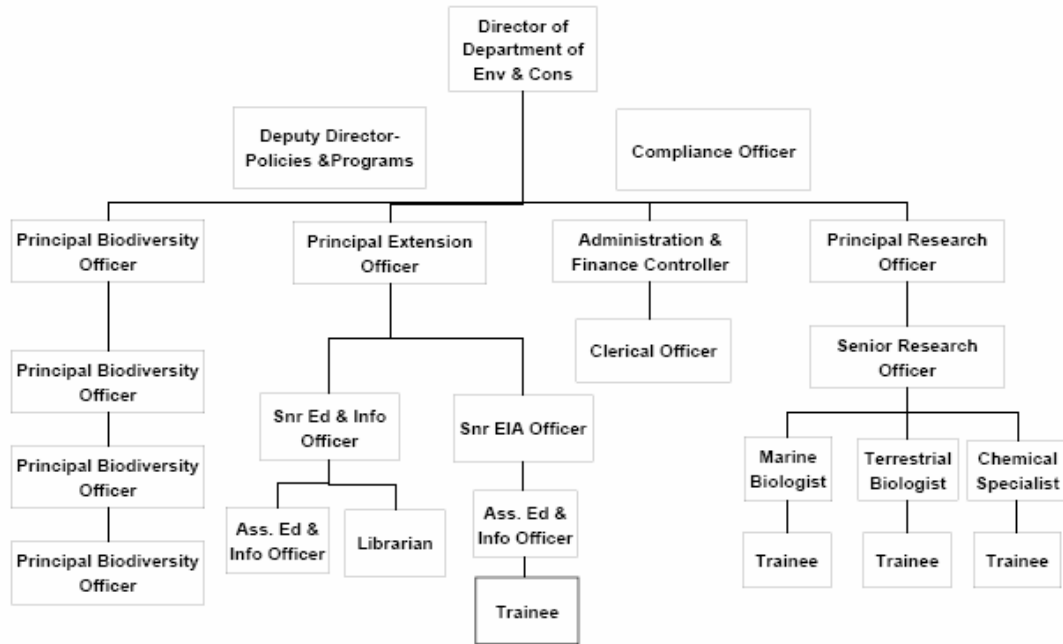 Director of
Department of
Env & Cons
Deputy Director-
Policies &Programs
Compliance Officer
Principal Biodiversity
Officer
Principal Extension
Officer
Administration &
Finance Controller
Principal Research
Officer
Principal Biodiversity
Officer
Clerical Officer
Senior Research
Officer
Snr Ed & Info
Officer
Snr EIA Officer
Principal Biodiversity
Officer
Marine
Biologist
Terrestrial
Biologist
Chemical
Specialist
Ass. Ed &
Info Officer
Librarian
Ass. Ed &
Info Officer
Principal Biodiversity
Officer
Trainee
Trainee
Trainee
Trainee